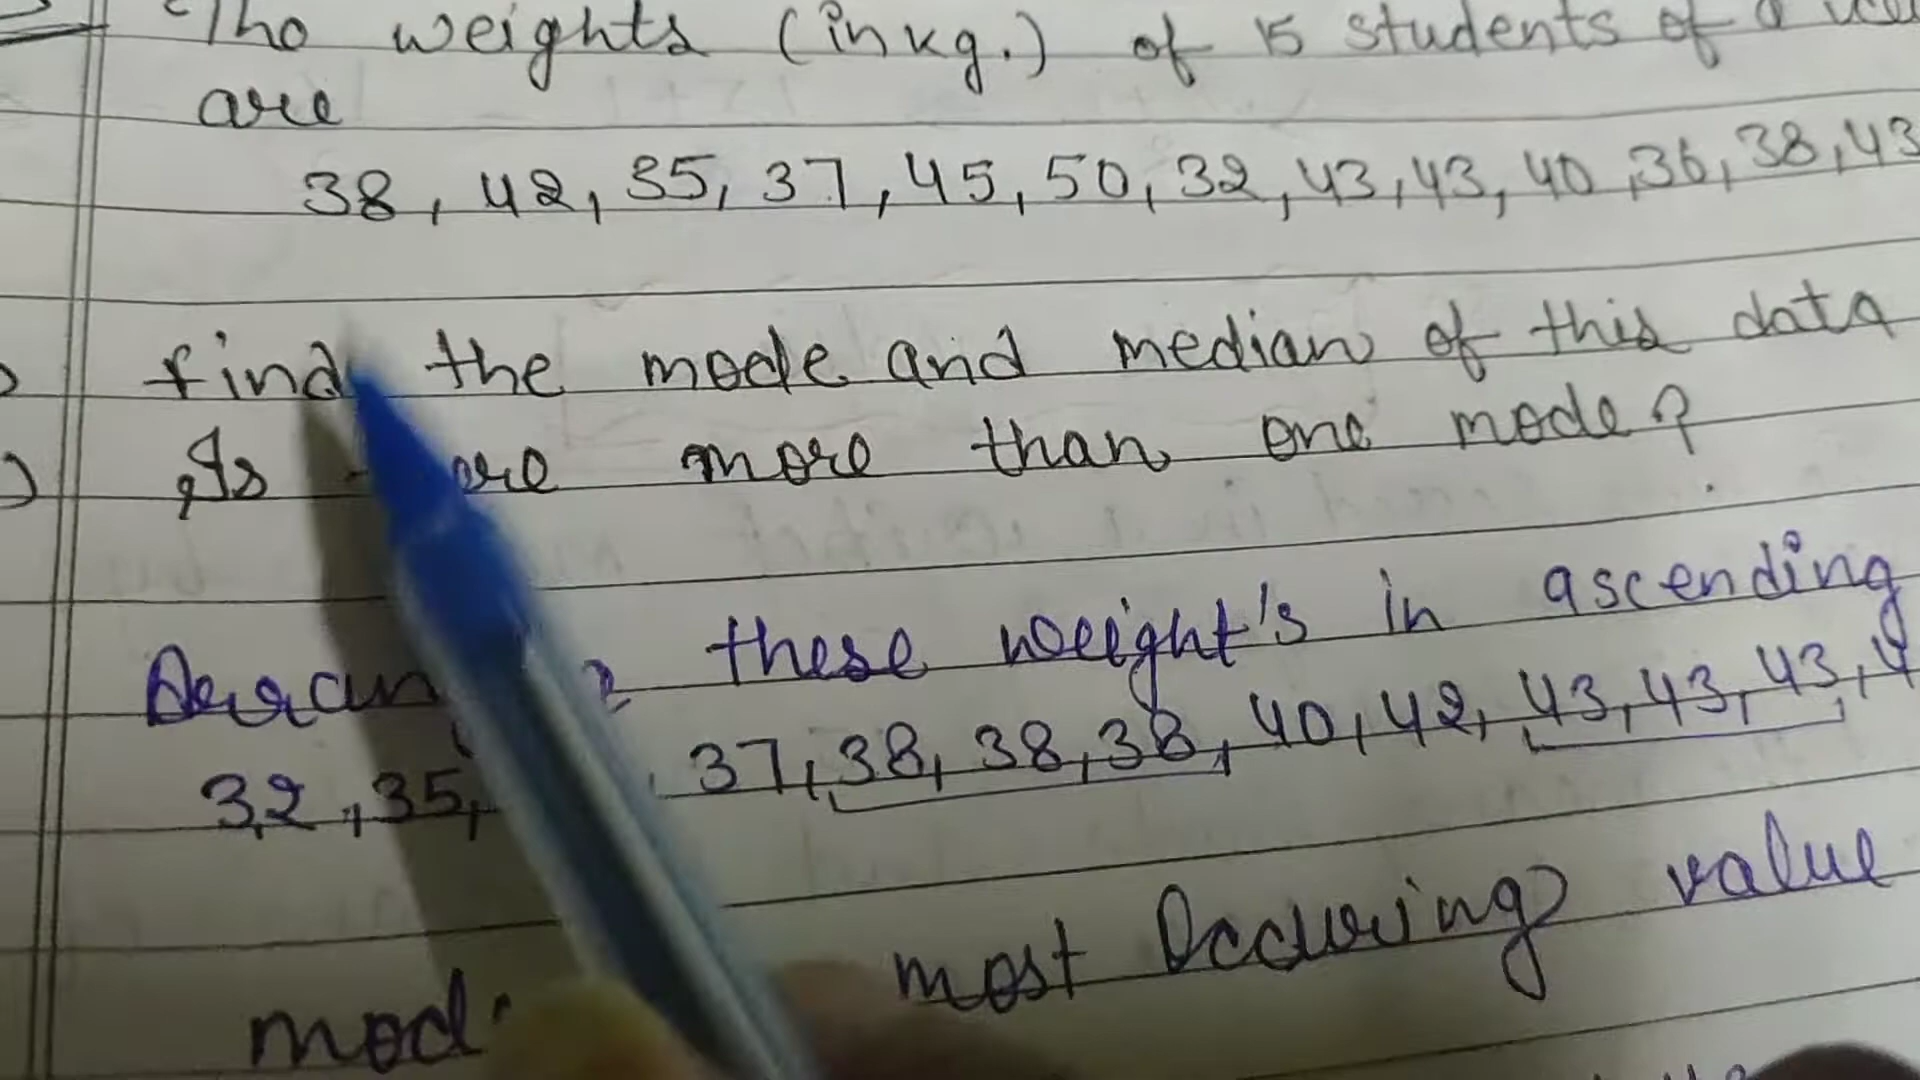 The weights (in kg.) of 15 students of a
are
38, 42, 35, 37, 45, 50, 32, 43, 43, 40, 36, 38, 43
find the mode and median of this data
Is more than one mode?
these weight's in ascending
32, 35, 37, 38, 38, 38, 40, 42, 43, 43, 43,
most Occuring value